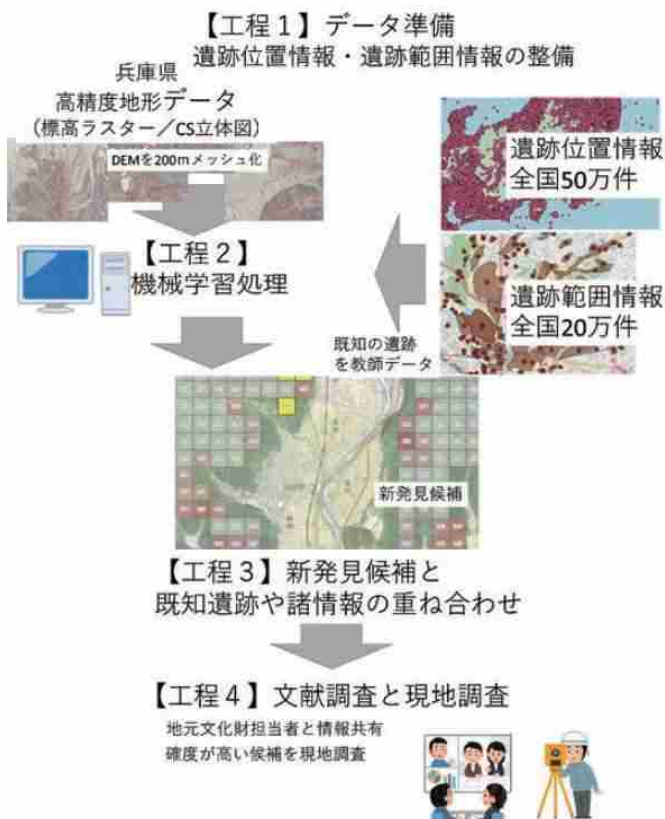 【工程１】データ準備
遺跡位置情報・遺跡範囲情報の整備
兵庫県
高精度地形データ
（標高ラスター／CS立体図）
DEMを200mメッシュ化
遺跡位置情報
全国50万件
【工程２】
機械学習処理
遺跡範囲情報
全国20万件
既知の遺跡
を教師データ
新発見候補
【工程３】新発見候補と
既知遺跡や諸情報の重ね合わせ
【工程４】文献調査と現地調査
地元文化財担当者と情報共有
確度が高い候補を現地調査